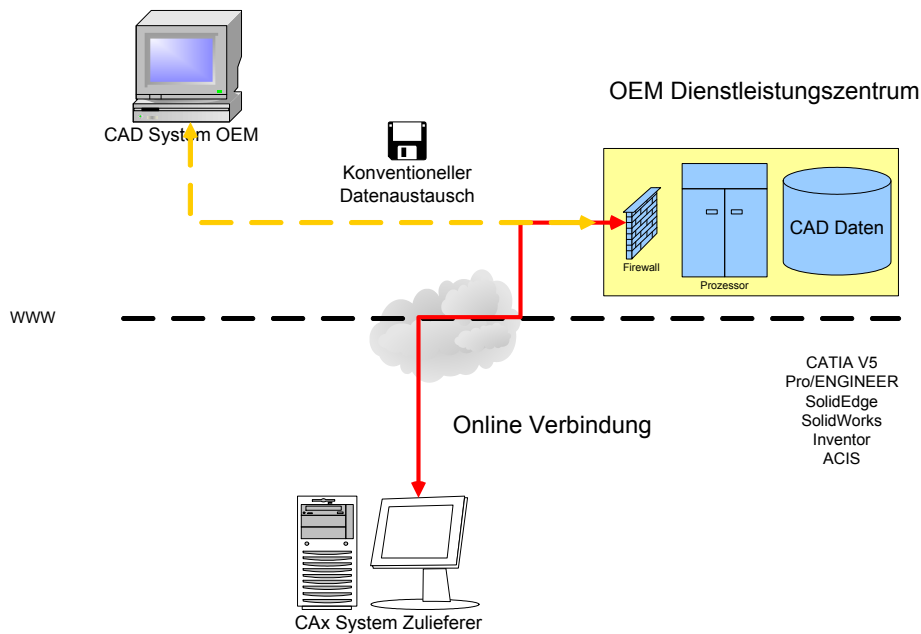 OEM Dienstleistungszentrum
CAD System OEM
Konventioneller
Datenaustausch
CAD Daten
Firewall
Prozessor
WWW
CATIA V5
Pro/ENGINEER
SolidEdge
SolidWorks
Inventor
ACIS
Online Verbindung
CAx System Zulieferer